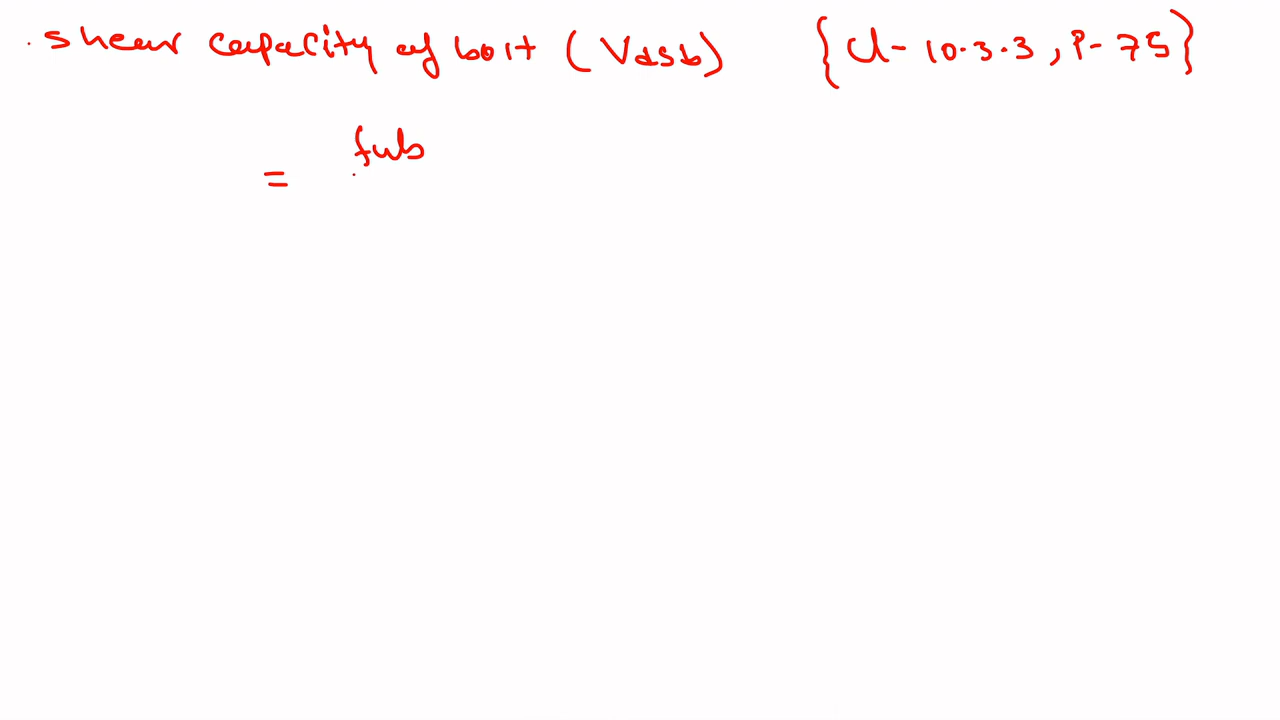 . shear capacity of bolt (Vdsb) {cl- 10.3.3, P- 75}
= fub